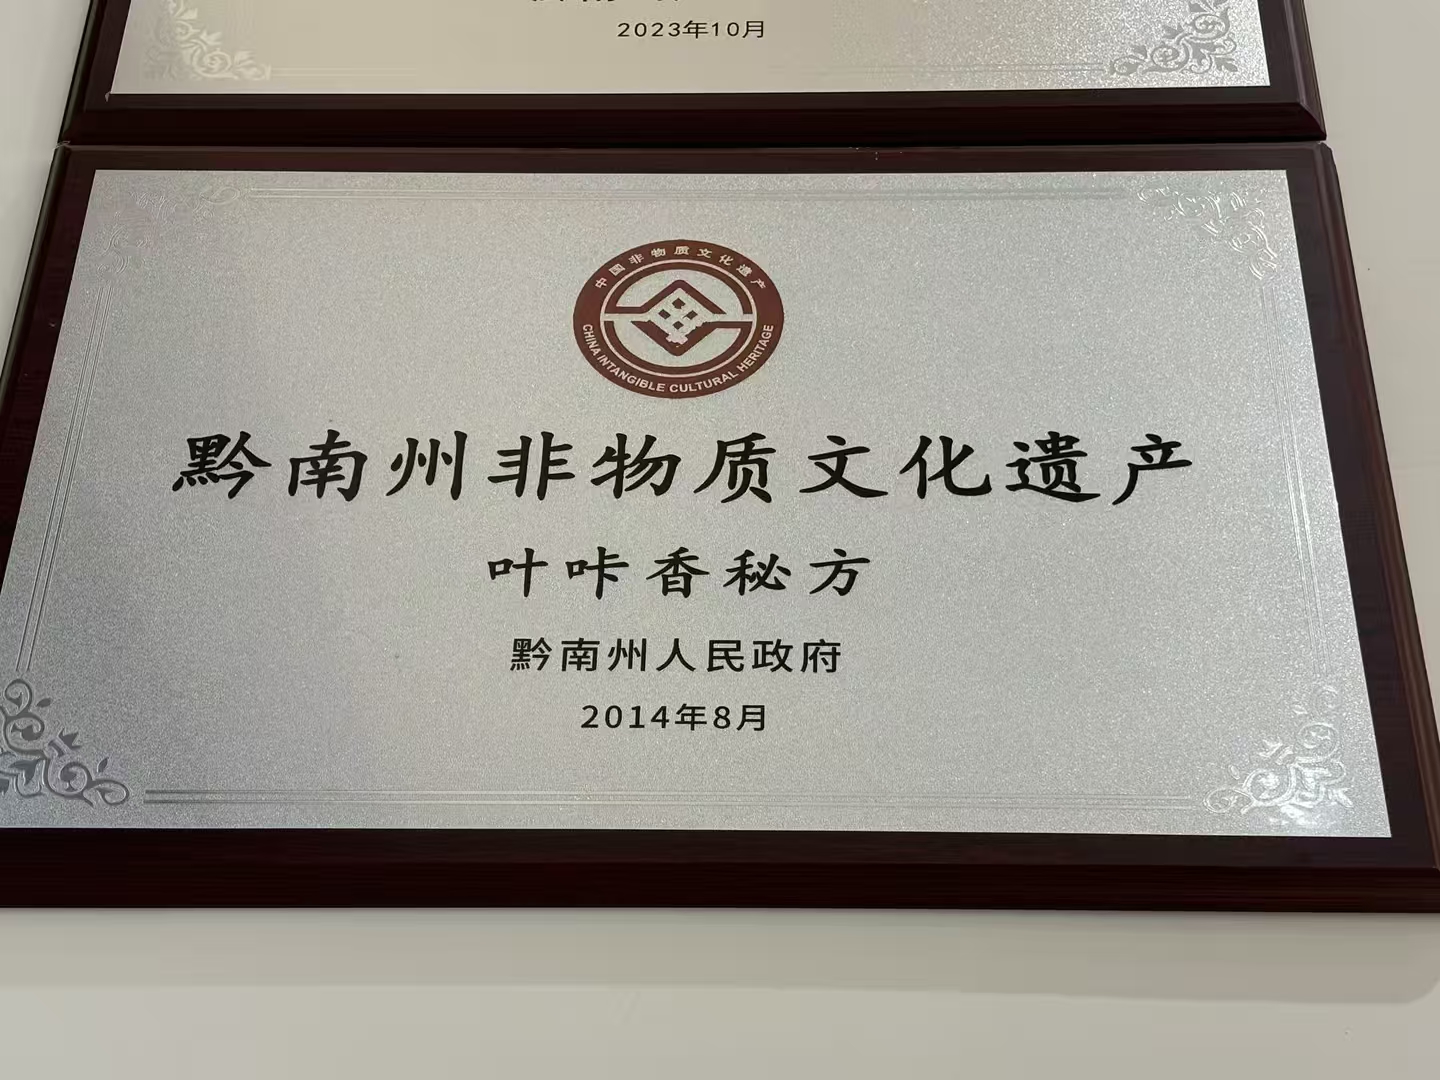 2023年10月
中国非物质文化遗产
CHINA INTANGIBLE CULTURAL HERITAGE
黔南州非物质文化遗产
叶咔香秘方
黔南州人民政府
2014年8月